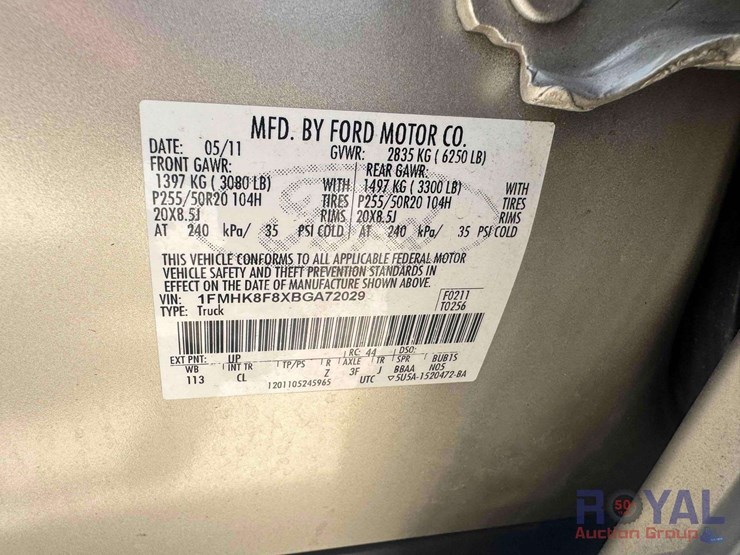 MFD. BY FORD MOTOR CO.
DATE: 05/11 GVWR: 2835 KG ( 6250 LB)
FRONT GAWR: REAR GAWR:
1397 KG ( 3080 LB) WITH 1497 KG ( 3300 LB) WITH
P255/50R20 104H TIRES P255/50R20 104H TIRES
20X8.5J RIMS 20X8.5J RIMS
AT 240 kPa/ 35 PSI COLD AT 240 kPa/ 35 PSI COLD
Ford
THIS VEHICLE CONFORMS TO ALL APPLICABLE FEDERAL MOTOR
VEHICLE SAFETY AND THEFT PREVENTION STANDARDS IN
EFFECT ON THE DATE OF MANUFACTURE SHOWN ABOVE.
VIN: 1FMHK8F8XBGA72029 F0211
TYPE: Truck T0256
EXT PNT: UP RC: 44 DSO:
WB INT TR TP/PS R AXLE TR SPR BUB1S
113 CL Z 3F J BBAA N05
1201105245965 UTC 5U5A-1520472-BA
50
ROYAL
Auction Group